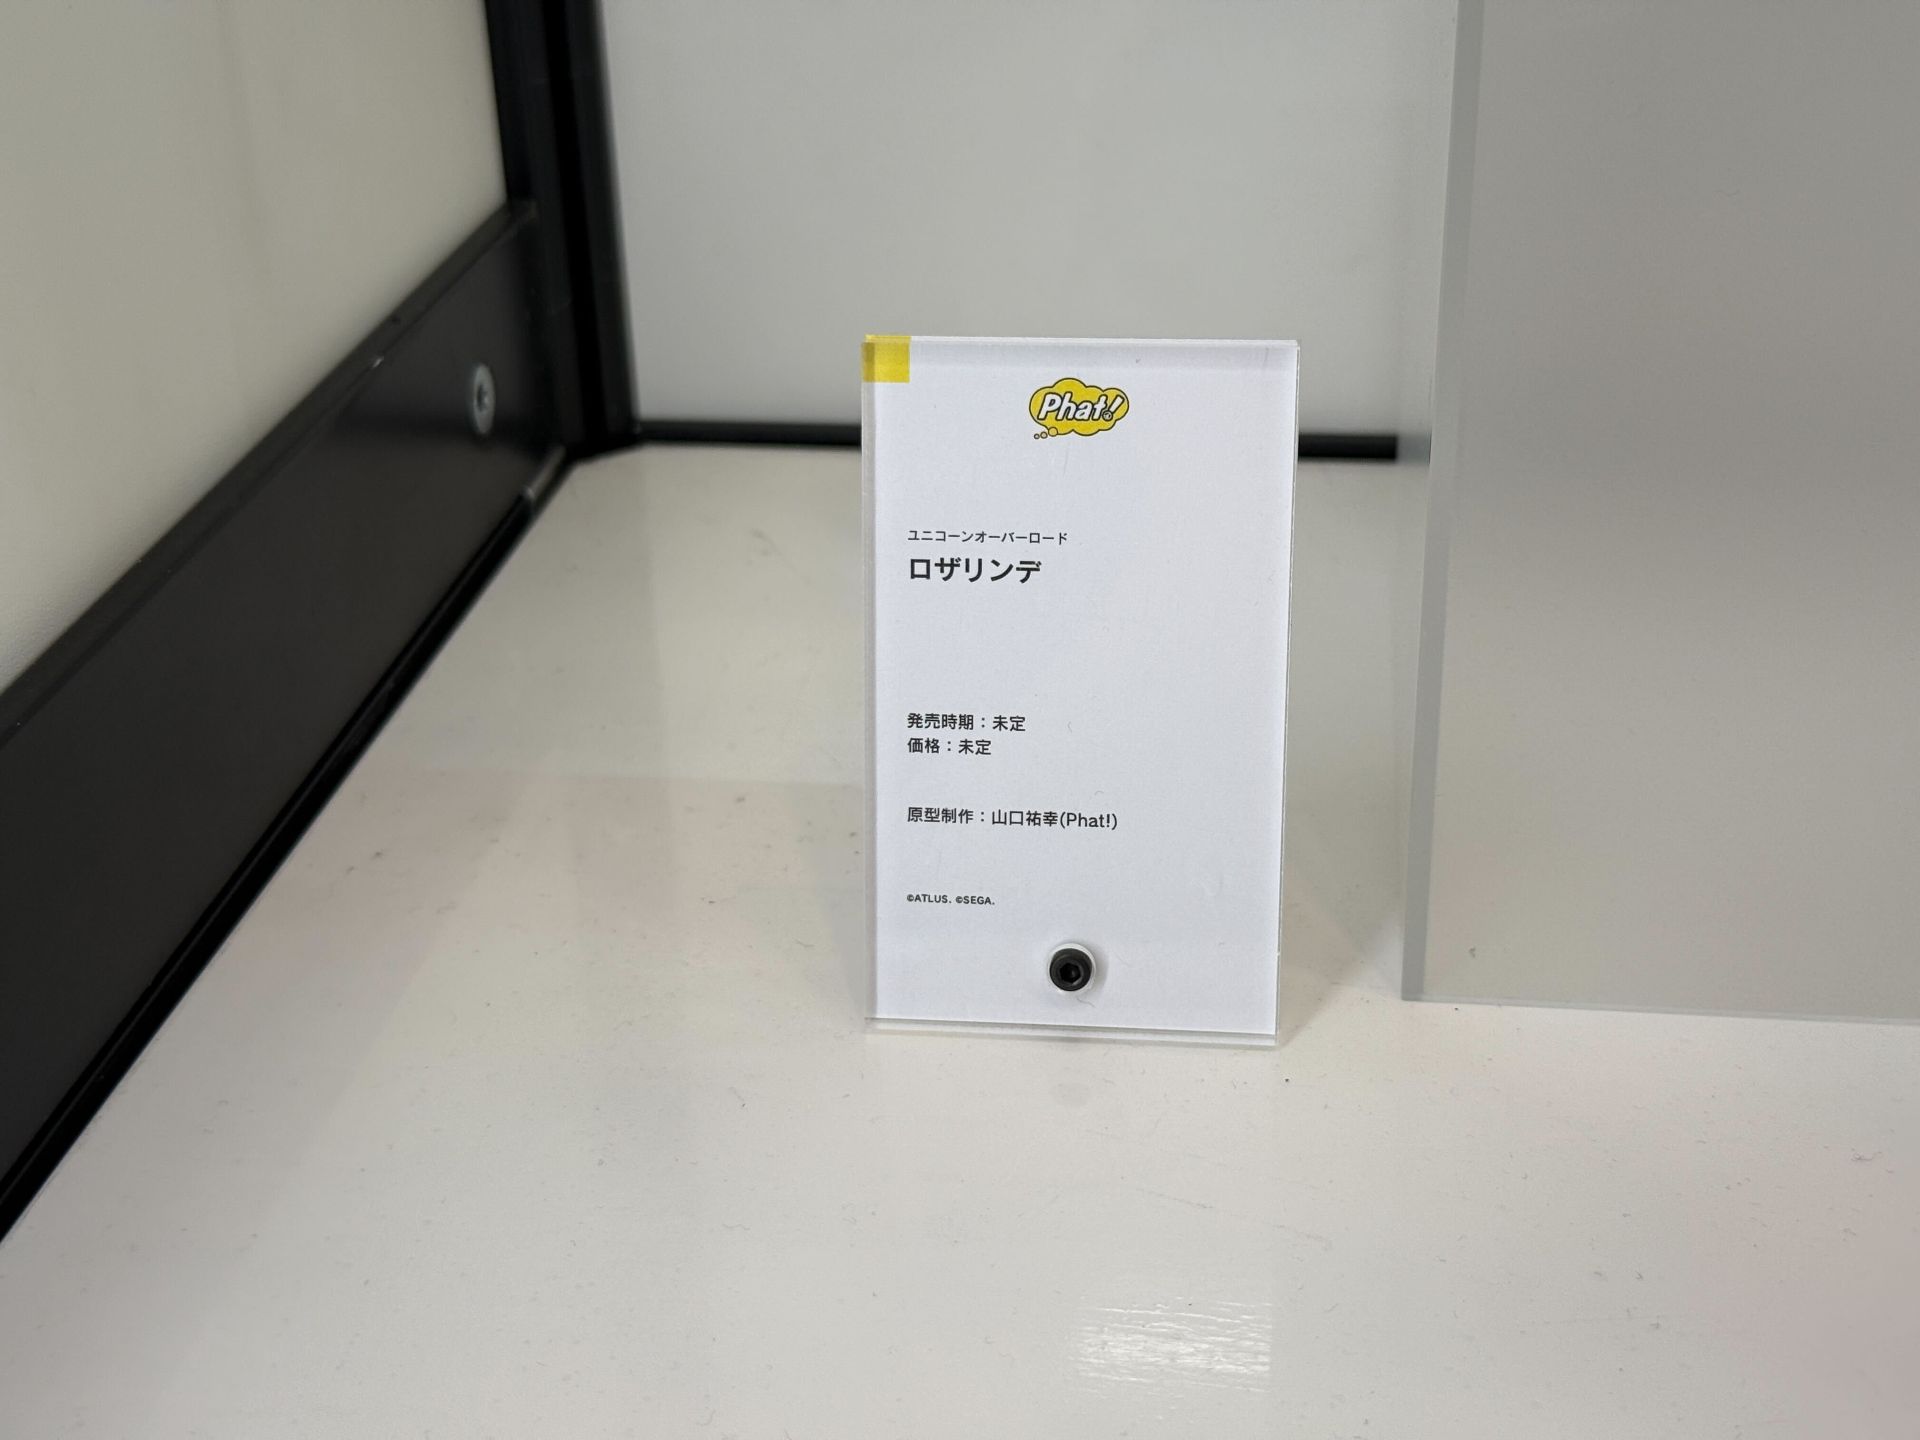 Phat!
ユニコーンオーバーロード
ロザリンデ
発売時期：未定
価格：未定
原型制作：山口祐幸(Phat!)
©ATLUS. ©SEGA.